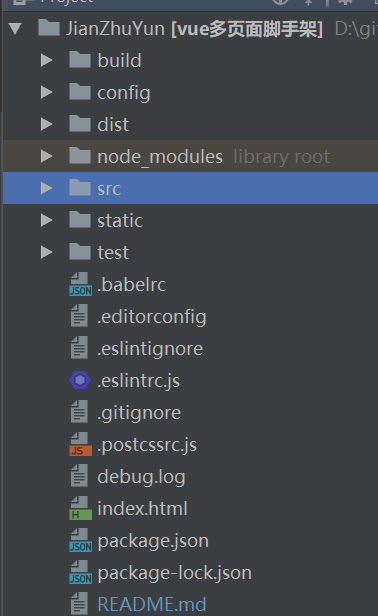 Project
JianZhuYun [vue多页面脚手架] D:\git
build
config
dist
node_modules library root
src
static
test
.babelrc
.editorconfig
.eslintignore
.eslintrc.js
.gitignore
.postcssrc.js
debug.log
index.html
package.json
package-lock.json
README.md